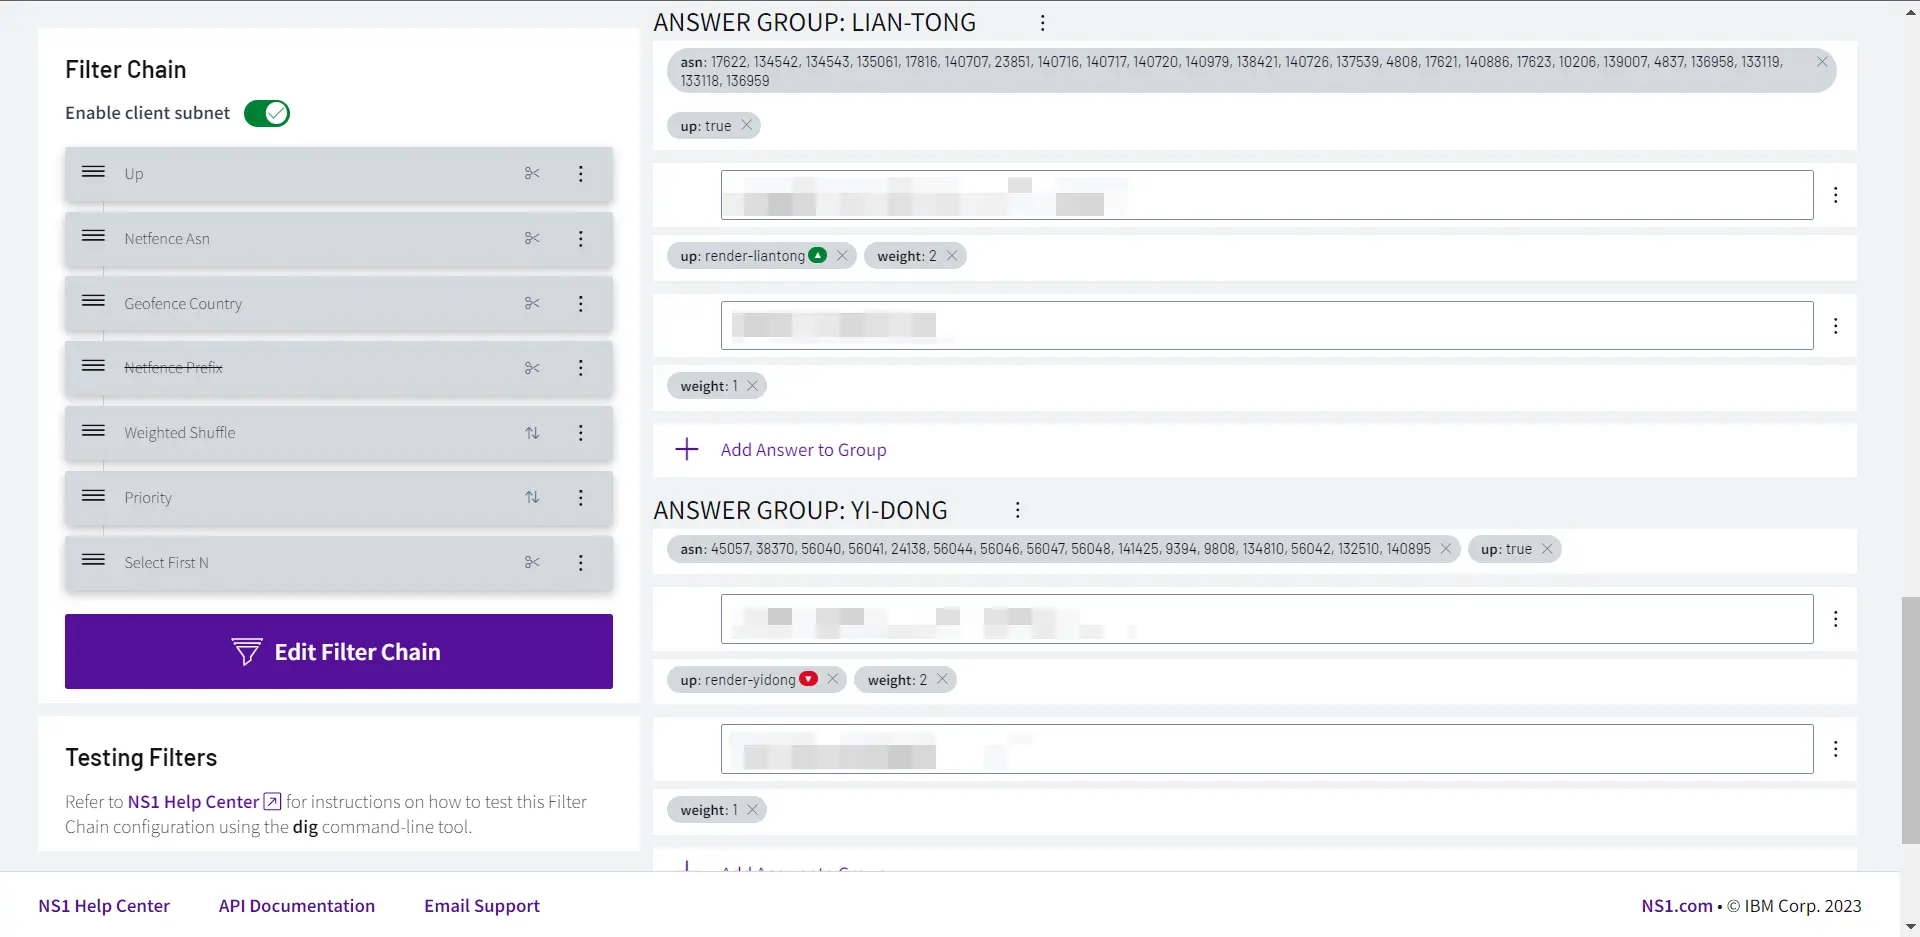 Filter Chain
Enable client subnet
Up
Netfence Asn
Geofence Country
Netfence Prefix
Weighted Shuffle
Priority
Select First N
Edit Filter Chain
Testing Filters
Refer to NS1 Help Center for instructions on how to test this Filter
Chain configuration using the dig command-line tool.
ANSWER GROUP: LIAN-TONG
asn: 17622, 134542, 134543, 135061, 17816, 140707, 23851, 140716, 140717, 140720, 140979, 138421, 140726, 137539, 4808, 17621, 140886, 17623, 10206, 139007, 4837, 136958, 133119,
133118, 136959
up: true
up: render-liantong
weight: 2
weight: 1
Add Answer to Group
ANSWER GROUP: YI-DONG
asn: 45057, 38370, 56040, 56041, 24138, 56044, 56046, 56047, 56048, 141425, 9394, 9808, 134810, 56042, 132510, 140895
up: true
up: render-yidong
weight: 2
weight: 1
Add Answer to Group
NS1 Help Center
API Documentation
Email Support
NS1.com • © IBM Corp. 2023